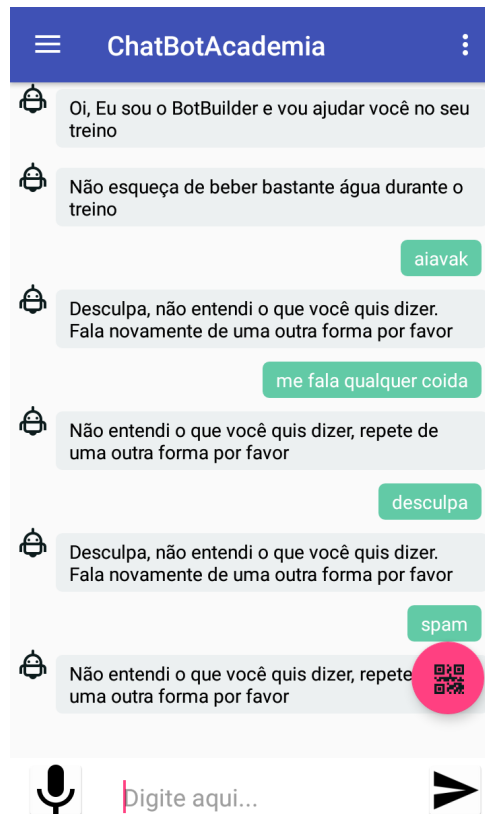 ChatBotAcademia
Oi, Eu sou o BotBuilder e vou ajudar você no seu
treino
Não esqueça de beber bastante água durante o
treino
aiavak
Desculpa, não entendi o que você quis dizer.
Fala novamente de uma outra forma por favor
me fala qualquer coida
Não entendi o que você quis dizer, repete de
uma outra forma por favor
desculpa
Desculpa, não entendi o que você quis dizer.
Fala novamente de uma outra forma por favor
spam
Não entendi o que você quis dizer, repete
uma outra forma por favor
Digite aqui...